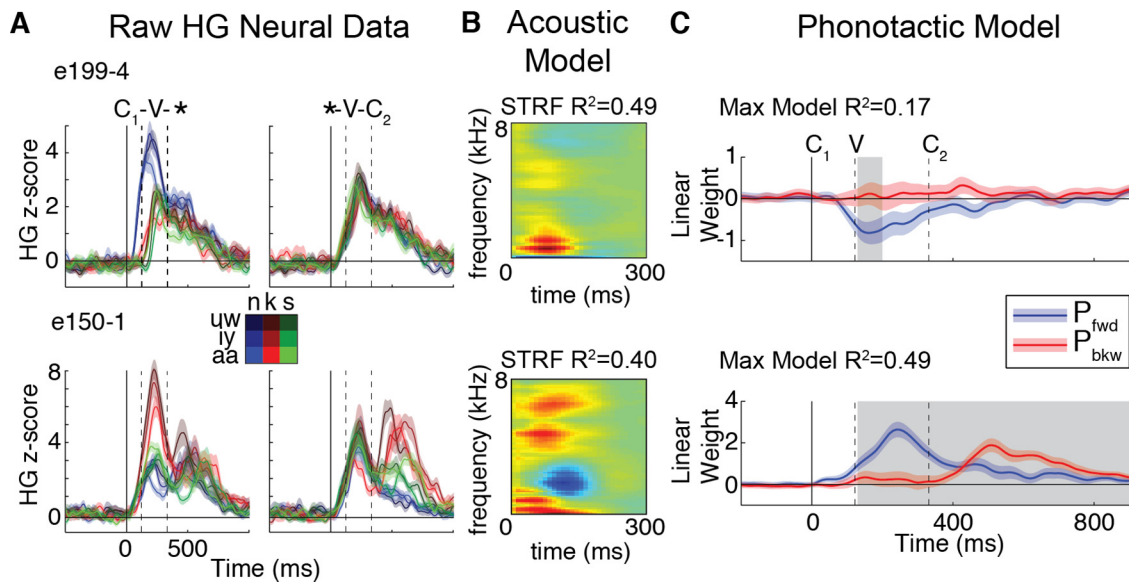 A Raw HG Neural Data
e199-4
C1-V-*
*-V-C2
HG z-score
4
2
0
n k s
uw
iy
aa
e150-1
HG z-score
8
4
0
0 500
Time (ms)
B Acoustic
Model
STRF R²=0.49
8
frequency (kHz)
0 300
time (ms)
STRF R²=0.40
8
frequency (kHz)
0 300
time (ms)
C Phonotactic Model
Max Model R²=0.17
C1 V C2
Linear
Weight
1
0
-1
Pfwd
Pbkw
Max Model R²=0.49
Linear
Weight
4
2
0
0 400 800
Time (ms)